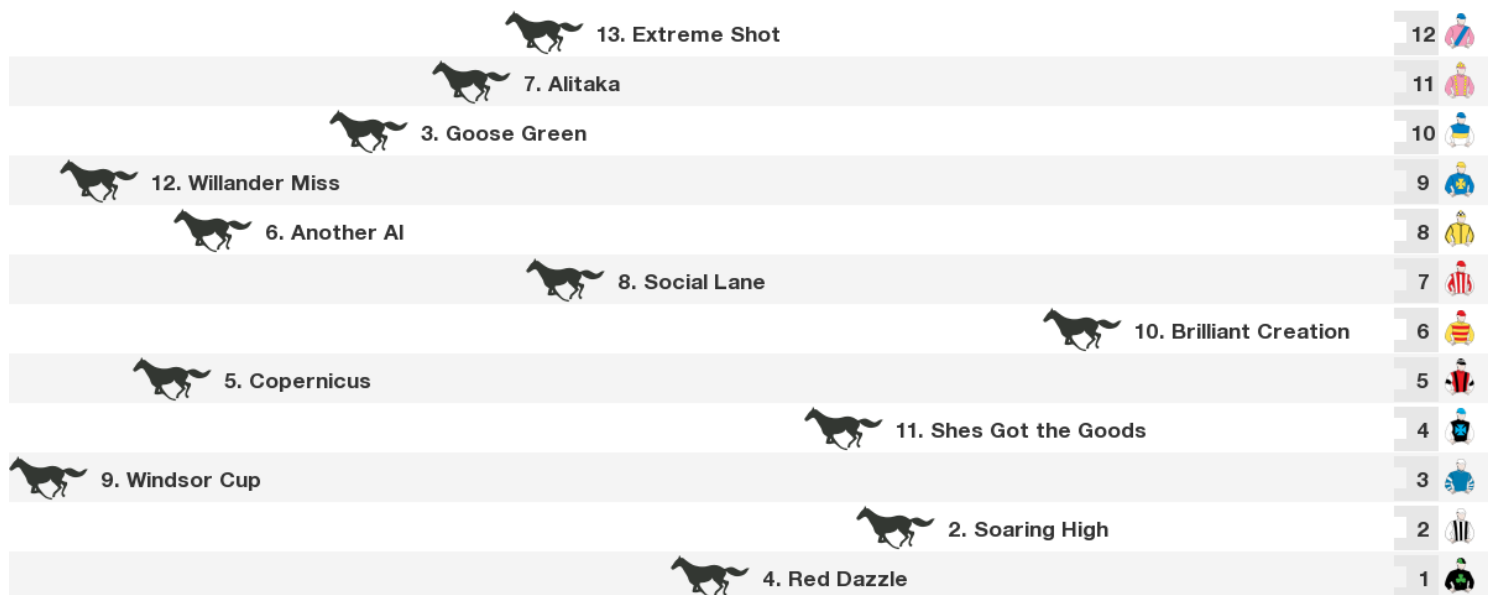 13. Extreme Shot 12
7. Alitaka 11
3. Goose Green 10
12. Willander Miss 9
6. Another Al 8
8. Social Lane 7
10. Brilliant Creation 6
5. Copernicus 5
11. Shes Got the Goods 4
9. Windsor Cup 3
2. Soaring High 2
4. Red Dazzle 1